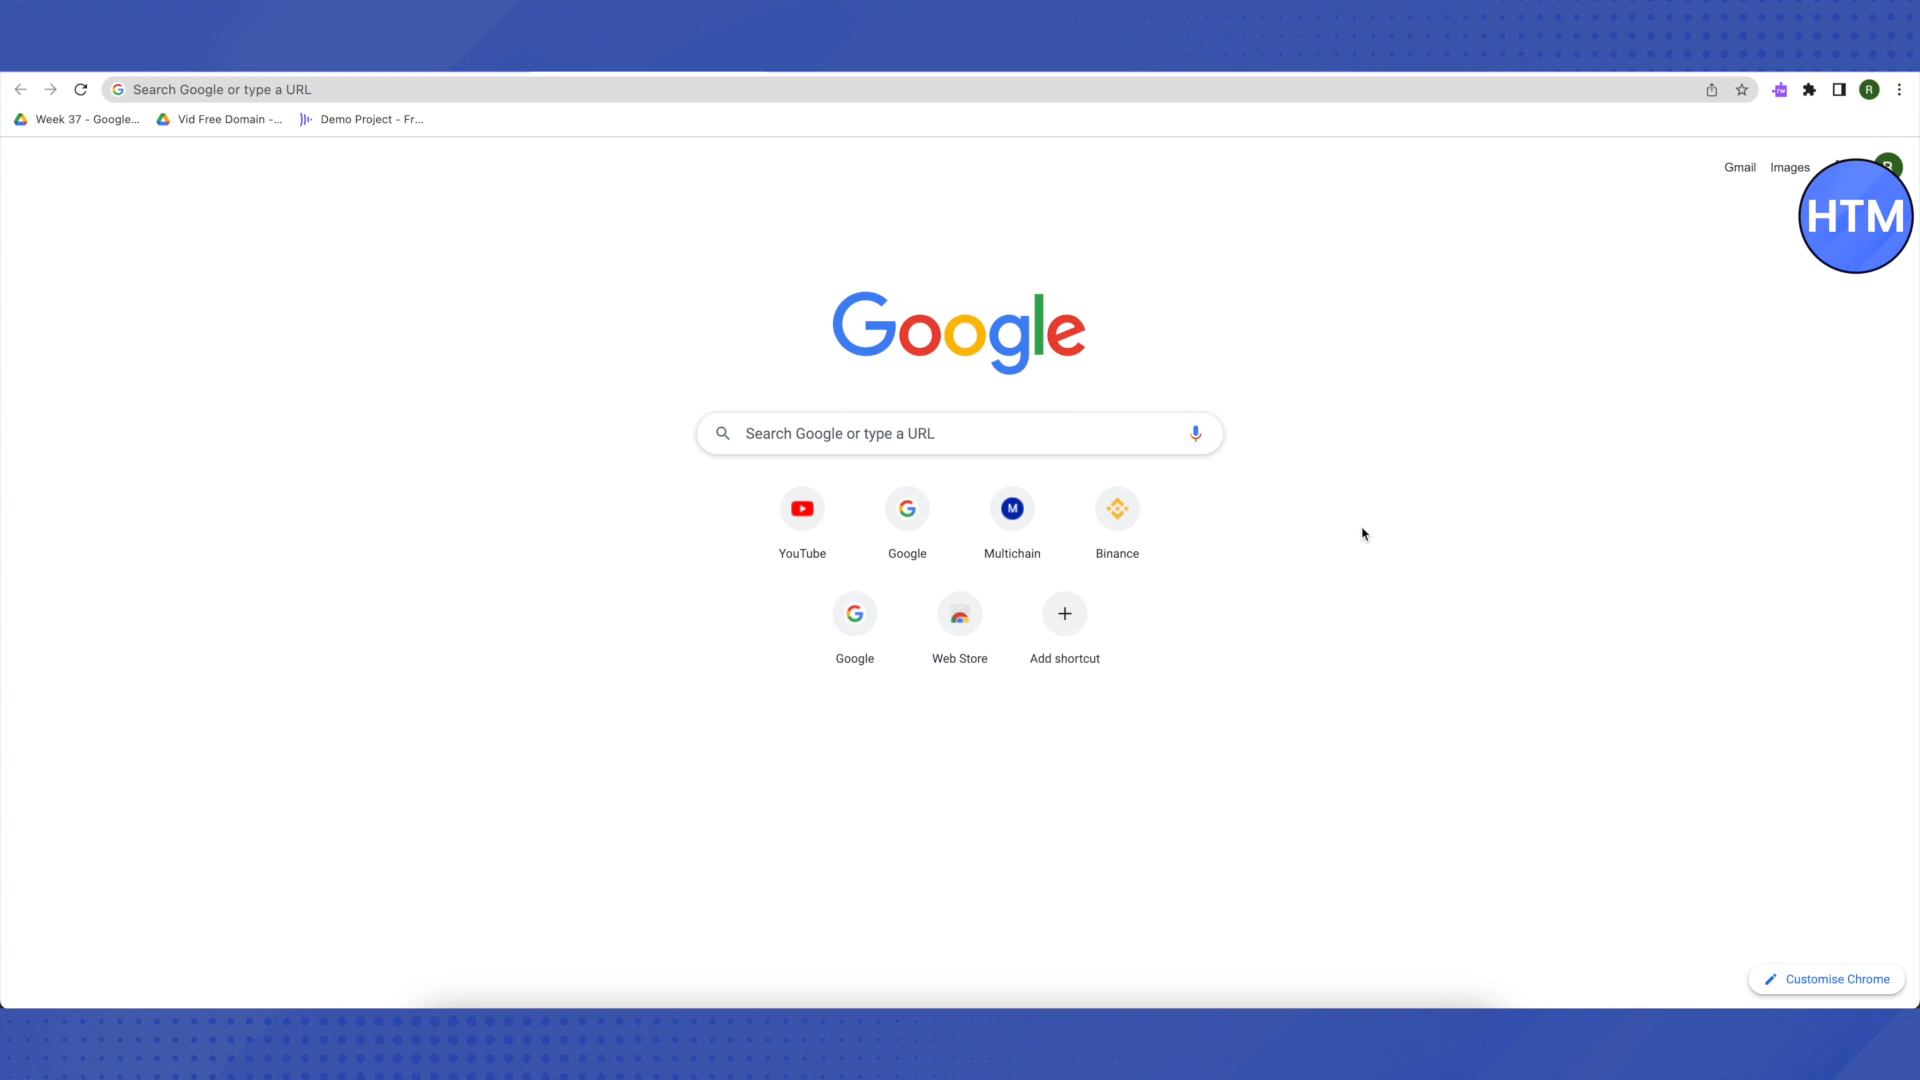 Search Google or type a URL
R
Week 37 - Google...
Vid Free Domain -...
Demo Project - Fr...
Gmail
Images
R
HTM
Google
Search Google or type a URL
M
YouTube
Google
Multichain
Binance
Google
Web Store
Add shortcut
Customise Chrome